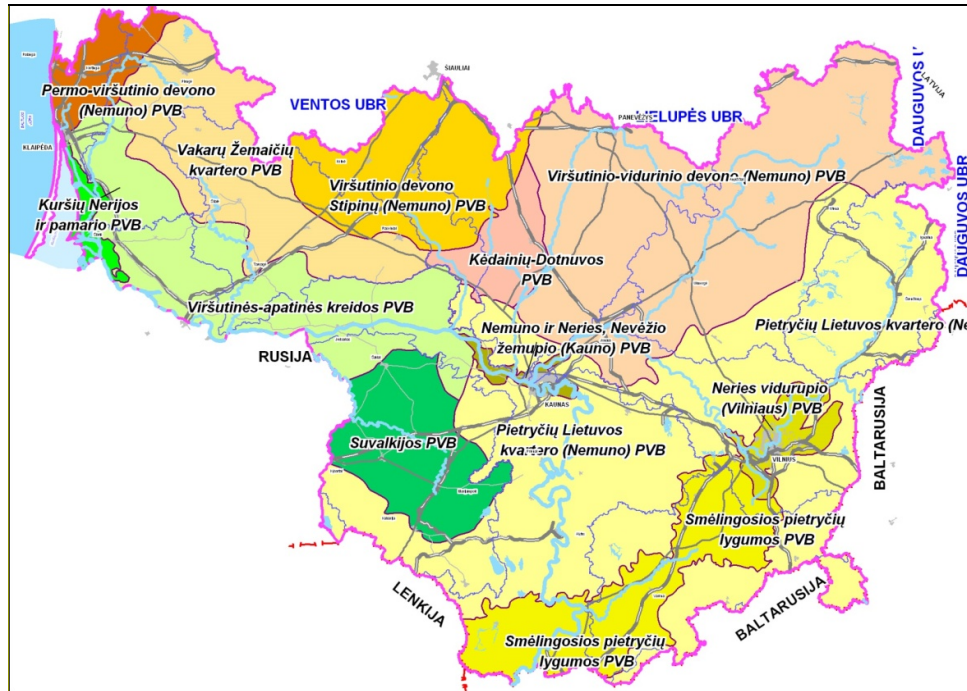 ŠIAULIAI
DAUGUVOS U
LATVIJA
Permo-viršutinio devono
(Nemuno) PVB
VENTOS UBR
PANEVĖŽYS
IELUPĖS UBR
KLAIPĖDA
Vakarų Žemaičių
kvartero PVB
Viršutinio devono
Stipinų (Nemuno) PVB
Viršutinio-vidurinio devono (Nemuno) PVB
DAUGUVOS UBR
Kuršių Nerijos
ir pamario PVB
Kėdainių-Dotnuvos
PVB
Viršutinės-apatinės kreidos PVB
Nemuno ir Neries, Nevėžio
žemupio (Kauno) PVB
Pietryčių Lietuvos kvartero (Ne
RUSIJA
Neries vidurupio
(Vilniaus) PVB
KAUNAS
BALTARUSIJA
Suvalkijos PVB
Pietryčių Lietuvos
kvartero (Nemuno) PVB
VILNIUS
Smėlingosios pietryčių
lygumos PVB
LENKIJA
BALTARUSIJA
Smėlingosios pietryčių
lygumos PVB